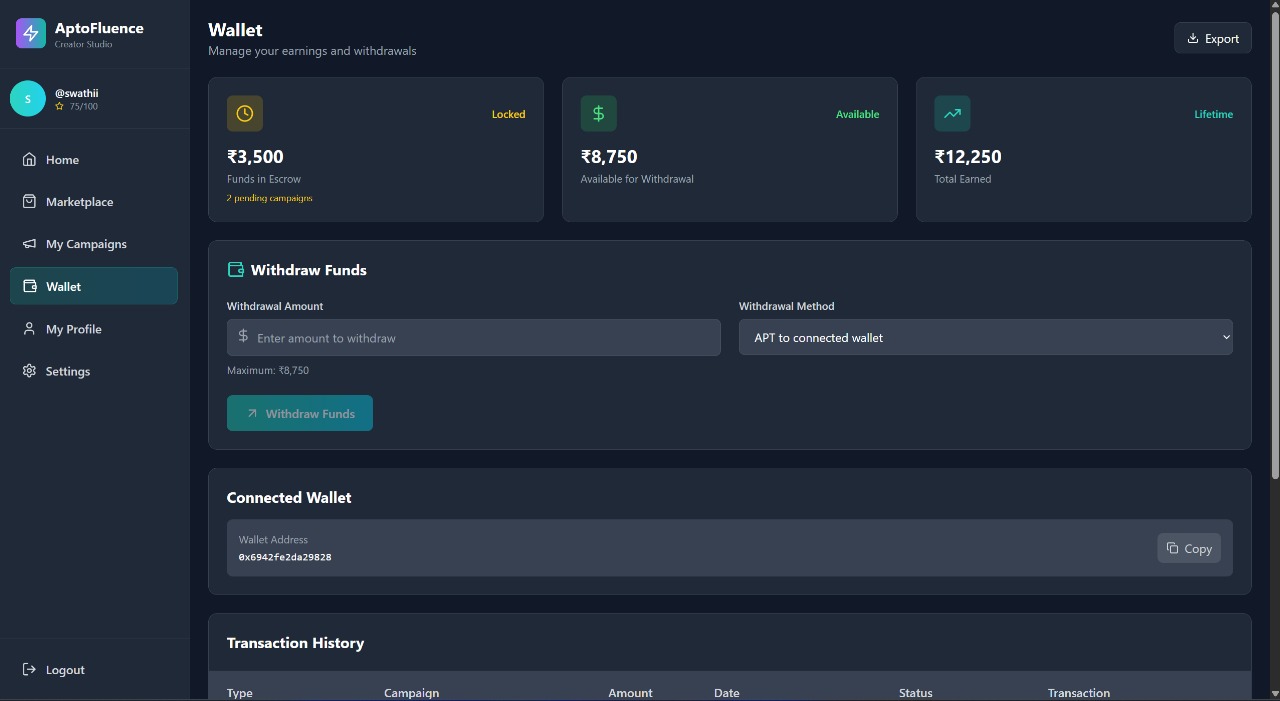 AptoFluence
Creator Studio
S
@swathii
75/100
Home
Marketplace
My Campaigns
Wallet
My Profile
Settings
Logout
Wallet
Manage your earnings and withdrawals
Export
Locked
₹3,500
Funds in Escrow
2 pending campaigns
Available
₹8,750
Available for Withdrawal
Lifetime
₹12,250
Total Earned
Withdraw Funds
Withdrawal Amount
$ Enter amount to withdraw
Maximum: ₹8,750
Withdrawal Method
APT to connected wallet
Withdraw Funds
Connected Wallet
Wallet Address
0x6942fe2da29828
Copy
Transaction History
Type Campaign Amount Date Status Transaction